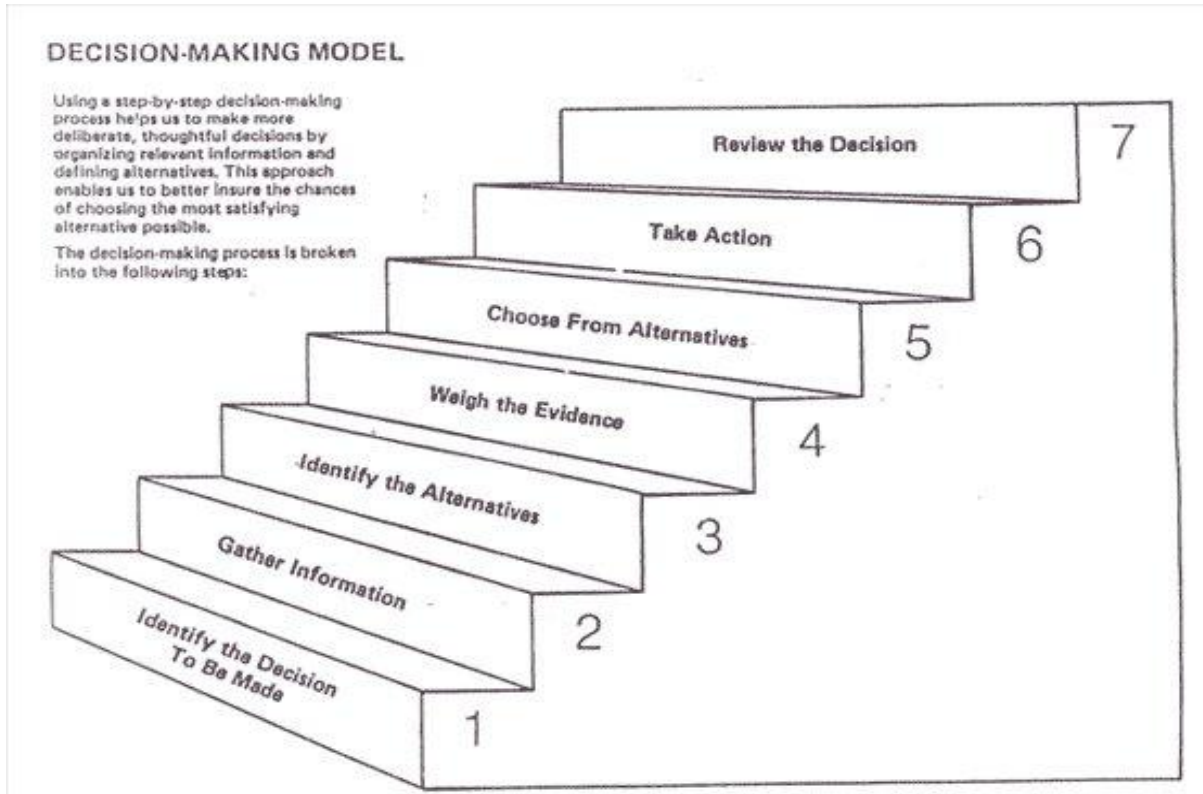 DECISION-MAKING MODEL
Using a step-by-step decision-making
process helps us to make more
deliberate, thoughtful decisions by
organizing relevant information and
defining alternatives. This approach
enables us to better insure the chances
of choosing the most satisfying
alternative possible.
The decision-making process is broken
into the following steps:
Review the Decision
7
Take Action
6
Choose From Alternatives
5
Weigh the Evidence
4
Identify the Alternatives
3
Gather Information
2
Identify the Decision
To Be Made
1